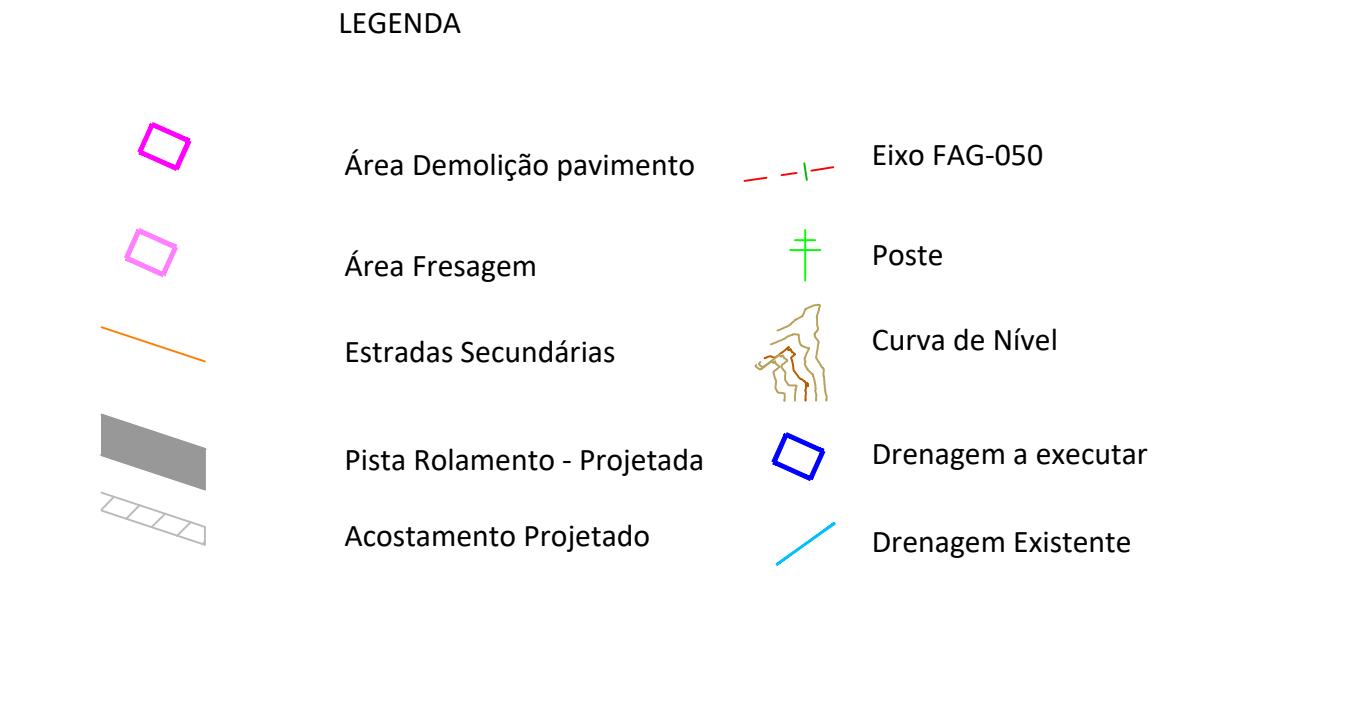 LEGENDA
Área Demolição pavimento
Área Fresagem
Estradas Secundárias
Pista Rolamento - Projetada
Acostamento Projetado
Eixo FAG-050
Poste
Curva de Nível
Drenagem a executar
Drenagem Existente